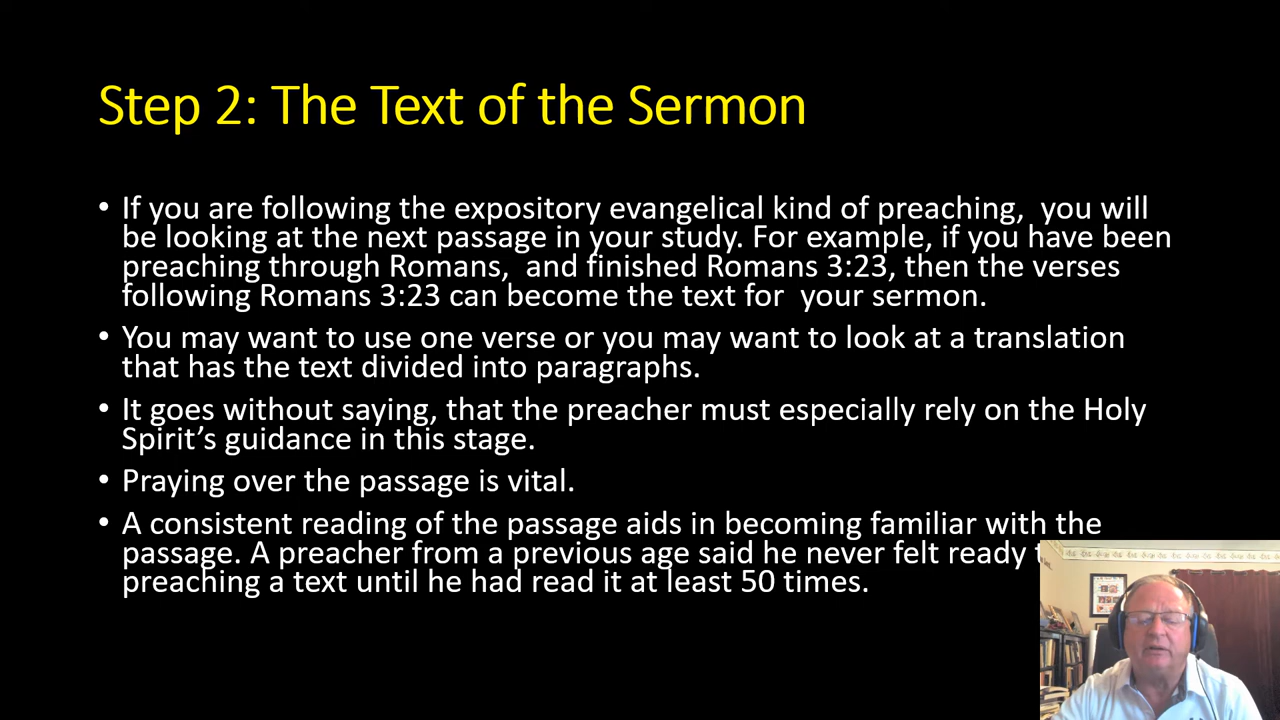 Step 2: The Text of the Sermon
• If you are following the expository evangelical kind of preaching,  you will
be looking at the next passage in your study. For example, if you have been
preaching through Romans,  and finished Romans 3:23, then the verses
following Romans 3:23 can become the text for  your sermon.
• You may want to use one verse or you may want to look at a translation
that has the text divided into paragraphs.
• It goes without saying, that the preacher must especially rely on the Holy
Spirit’s guidance in this stage.
• Praying over the passage is vital.
• A consistent reading of the passage aids in becoming familiar with the
passage. A preacher from a previous age said he never felt ready
preaching a text until he had read it at least 50 times.